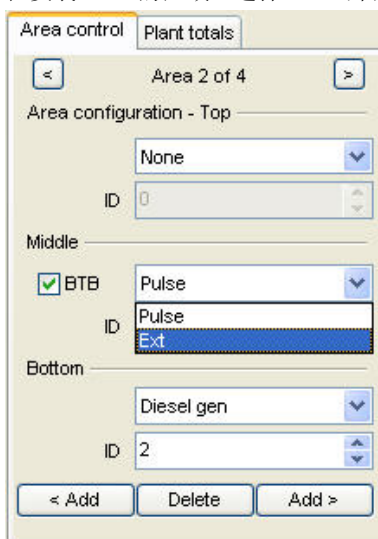 Area control Plant totals
< Area 2 of 4 >
Area configuration - Top
None
ID 0
Middle
BTB Pulse
Pulse
ID
Ext
Bottom
Diesel gen
ID 2
< Add Delete Add >